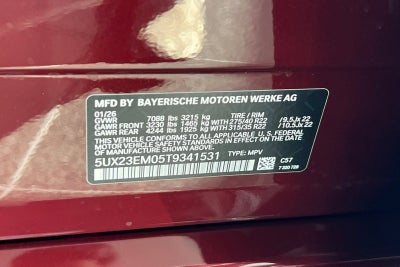 MFD BY BAYERISCHE MOTOREN WERKE AG
01/26
GVWR 7088 lbs 3215 kg TIRE / RIM
GAWR FRONT 3230 lbs 1465 kg WITH 275/40 R22 / 9.5Jx 22
GAWR REAR 4244 lbs 1925 kg WITH 315/35 R22 / 10.5Jx 22
THIS VEHICLE CONFORMS TO ALL APPLICABLE U.S. FEDERAL
MOTOR VEHICLE SAFETY STANDARDS IN EFFECT ON THE DATE OF
MANUFACTURE SHOWN ABOVE.
5UX23EM05T9341531 TYPE: MPV C57